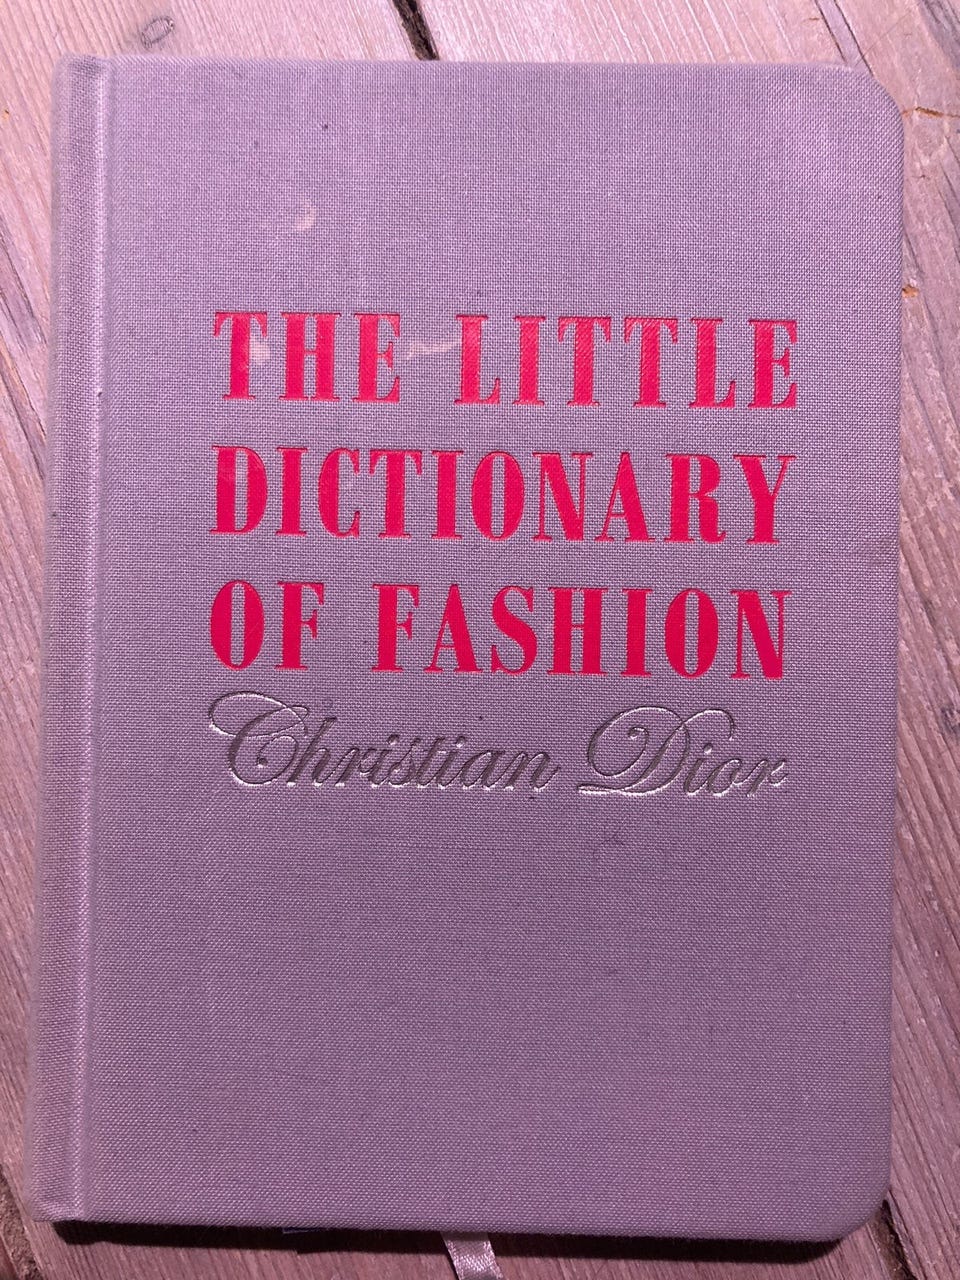 THE LITTLE
DICTIONARY
OF FASHION
Christian Dior